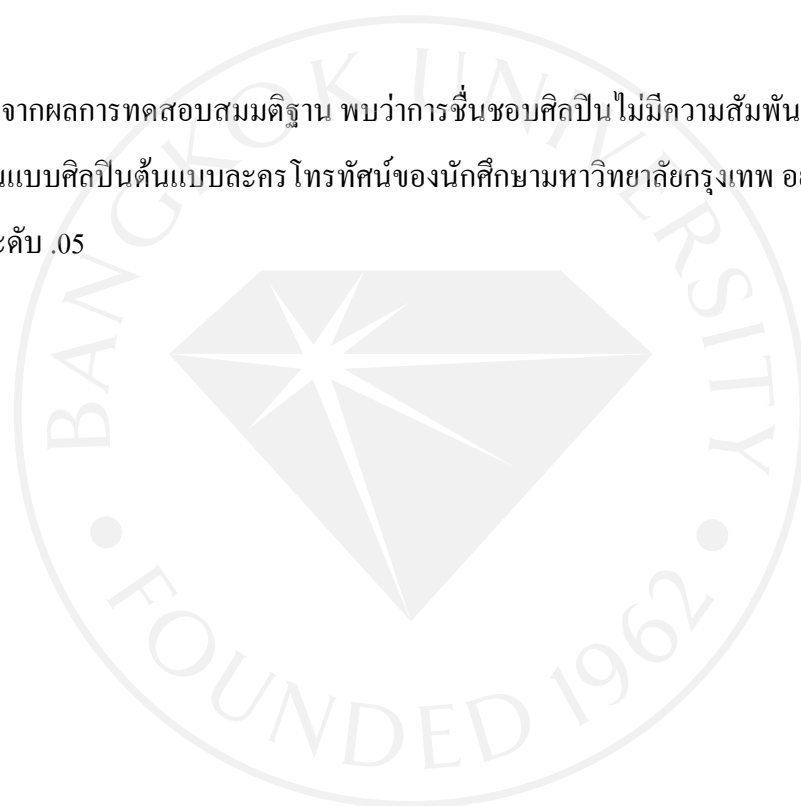 จากผลการทดสอบสมมติฐาน พบว่าการชื่นชอบศิลปินไม่มีความสัมพัน
แบบศิลปินต้นแบบละครโทรทัศน์ของนักศึกษามหาวิทยาลัยกรุงเทพ
ระดับ .05
BANGKOK UNIVERSITY
FOUNDED 1962